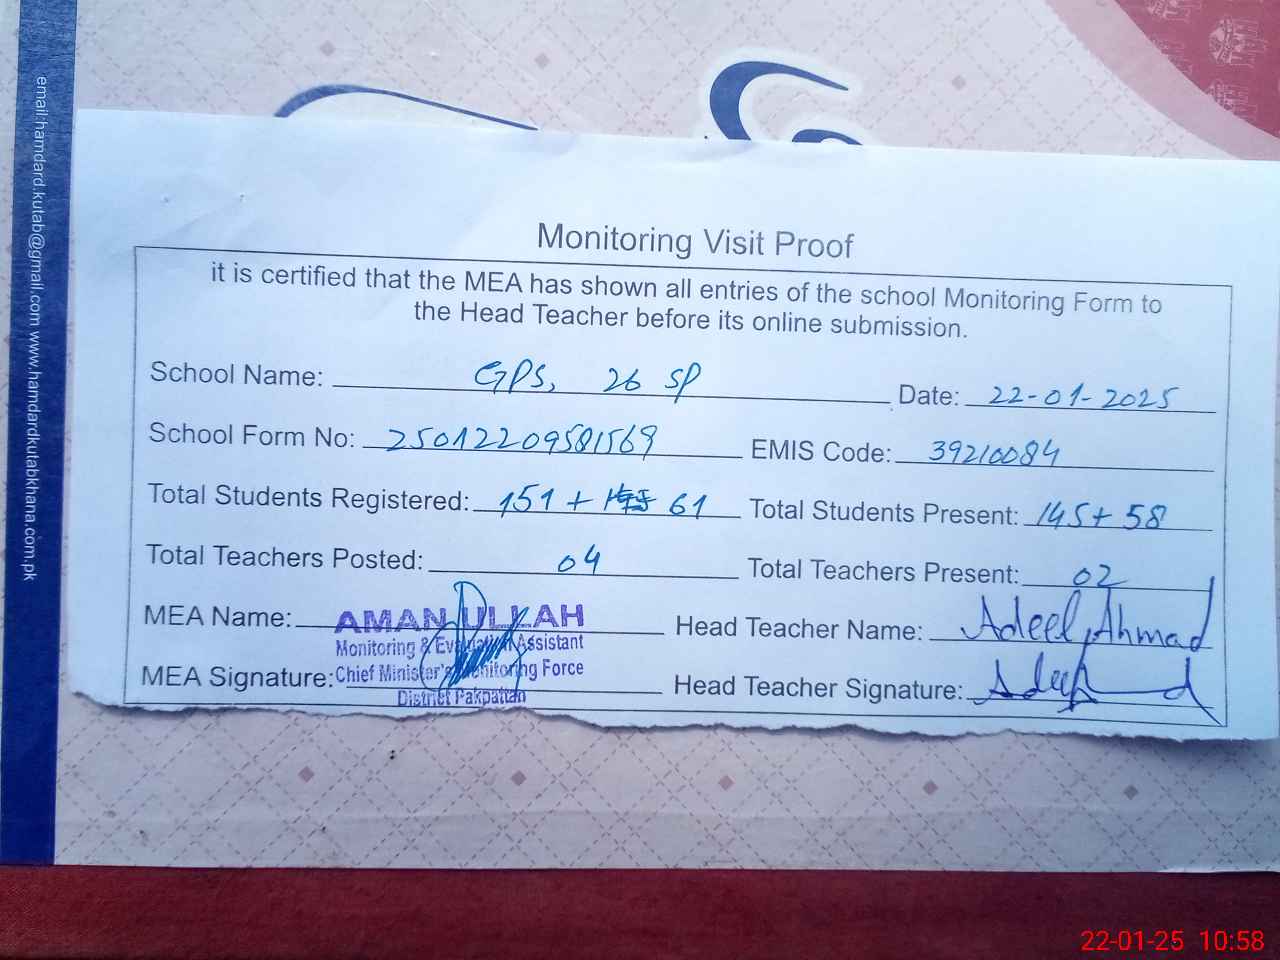 email:hamdard.kutab@gmail.com www.hamdardkutabkhana.com.pk
Monitoring Visit Proof
it is certified that the MEA has shown all entries of the school Monitoring Form to
the Head Teacher before its online submission.
School Name: GPS, 26 SP Date: 22-01-2025
School Form No: 25012209581569 EMIS Code: 39210084
Total Students Registered: 151 + 61 Total Students Present: 145+ 58
Total Teachers Posted: 04 Total Teachers Present: 02
MEA Name: AMAN ULLAH Head Teacher Name: Adeel Ahmad
Monitoring & Evaluation Assistant
MEA Signature: Chief Minister's Monitoring Force Head Teacher Signature:
District Pakpattan
22-01-25 10:58